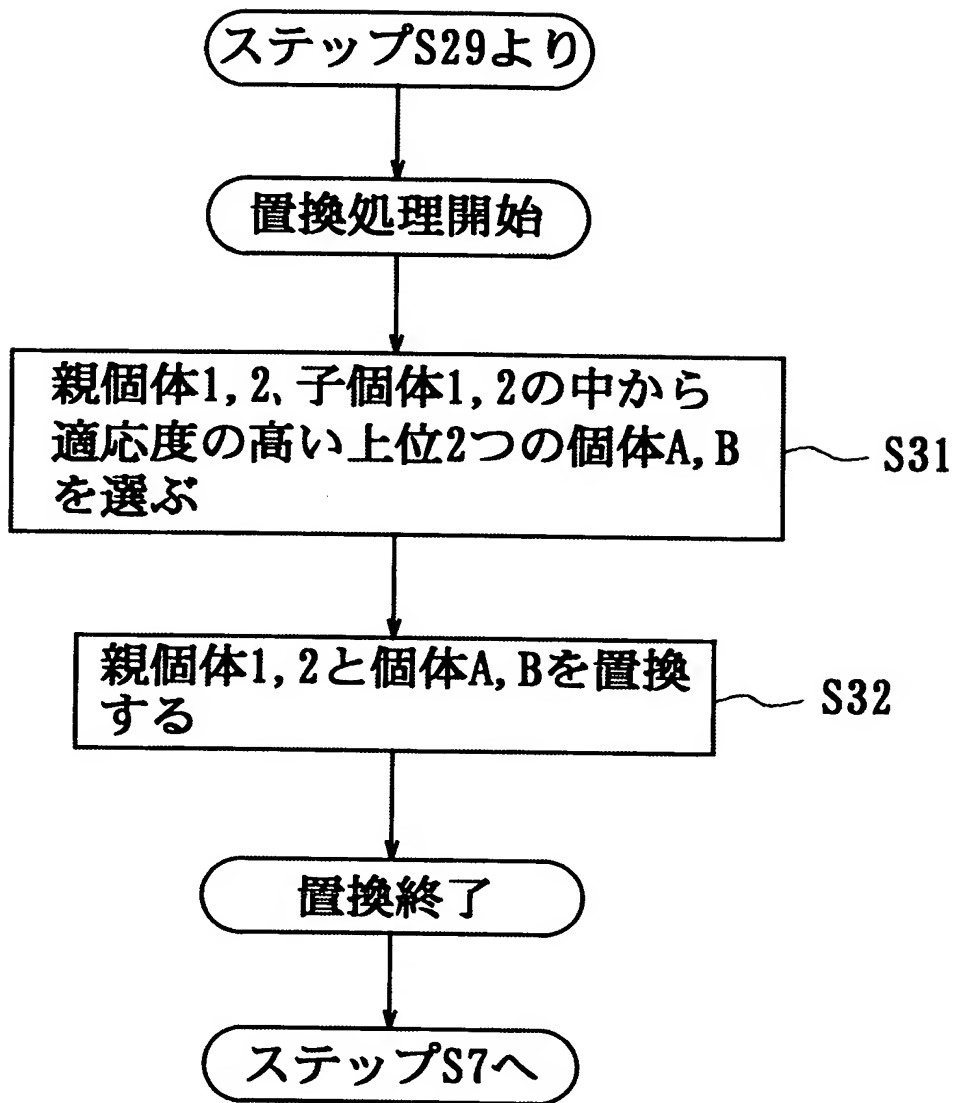 ステップS29より
置換処理開始
親個体1,2、子個体1,2の中から
適応度の高い上位2つの個体A,B
を選ぶ
S31
親個体1,2と個体A,Bを置換
する
S32
置換終了
ステップS7へ